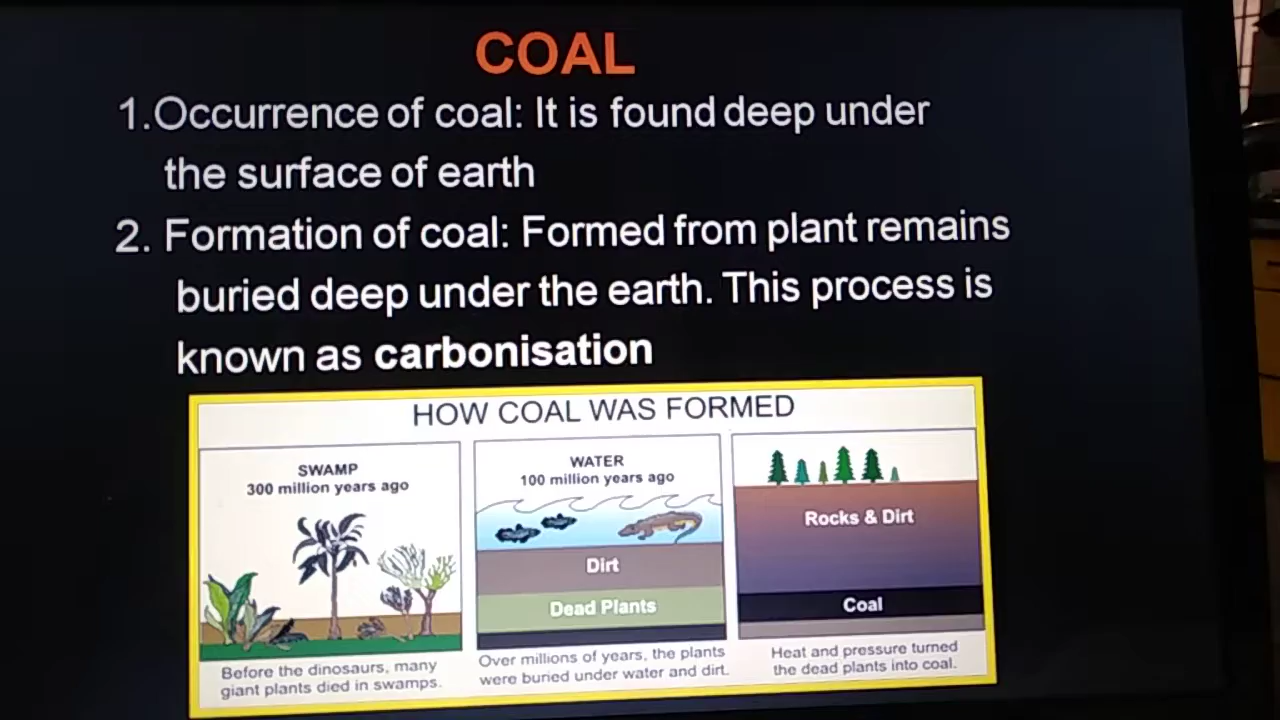 COAL
1.Occurrence of coal: It is found deep under
the surface of earth
2. Formation of coal: Formed from plant remains
buried deep under the earth. This process is
known as carbonisation
HOW COAL WAS FORMED
SWAMP
300 million years ago
Before the dinosaurs, many
giant plants died in swamps.
WATER
100 million years ago
Dirt
Dead Plants
Over millions of years, the plants
were buried under water and dirt.
Rocks & Dirt
Coal
Heat and pressure turned
the dead plants into coal.